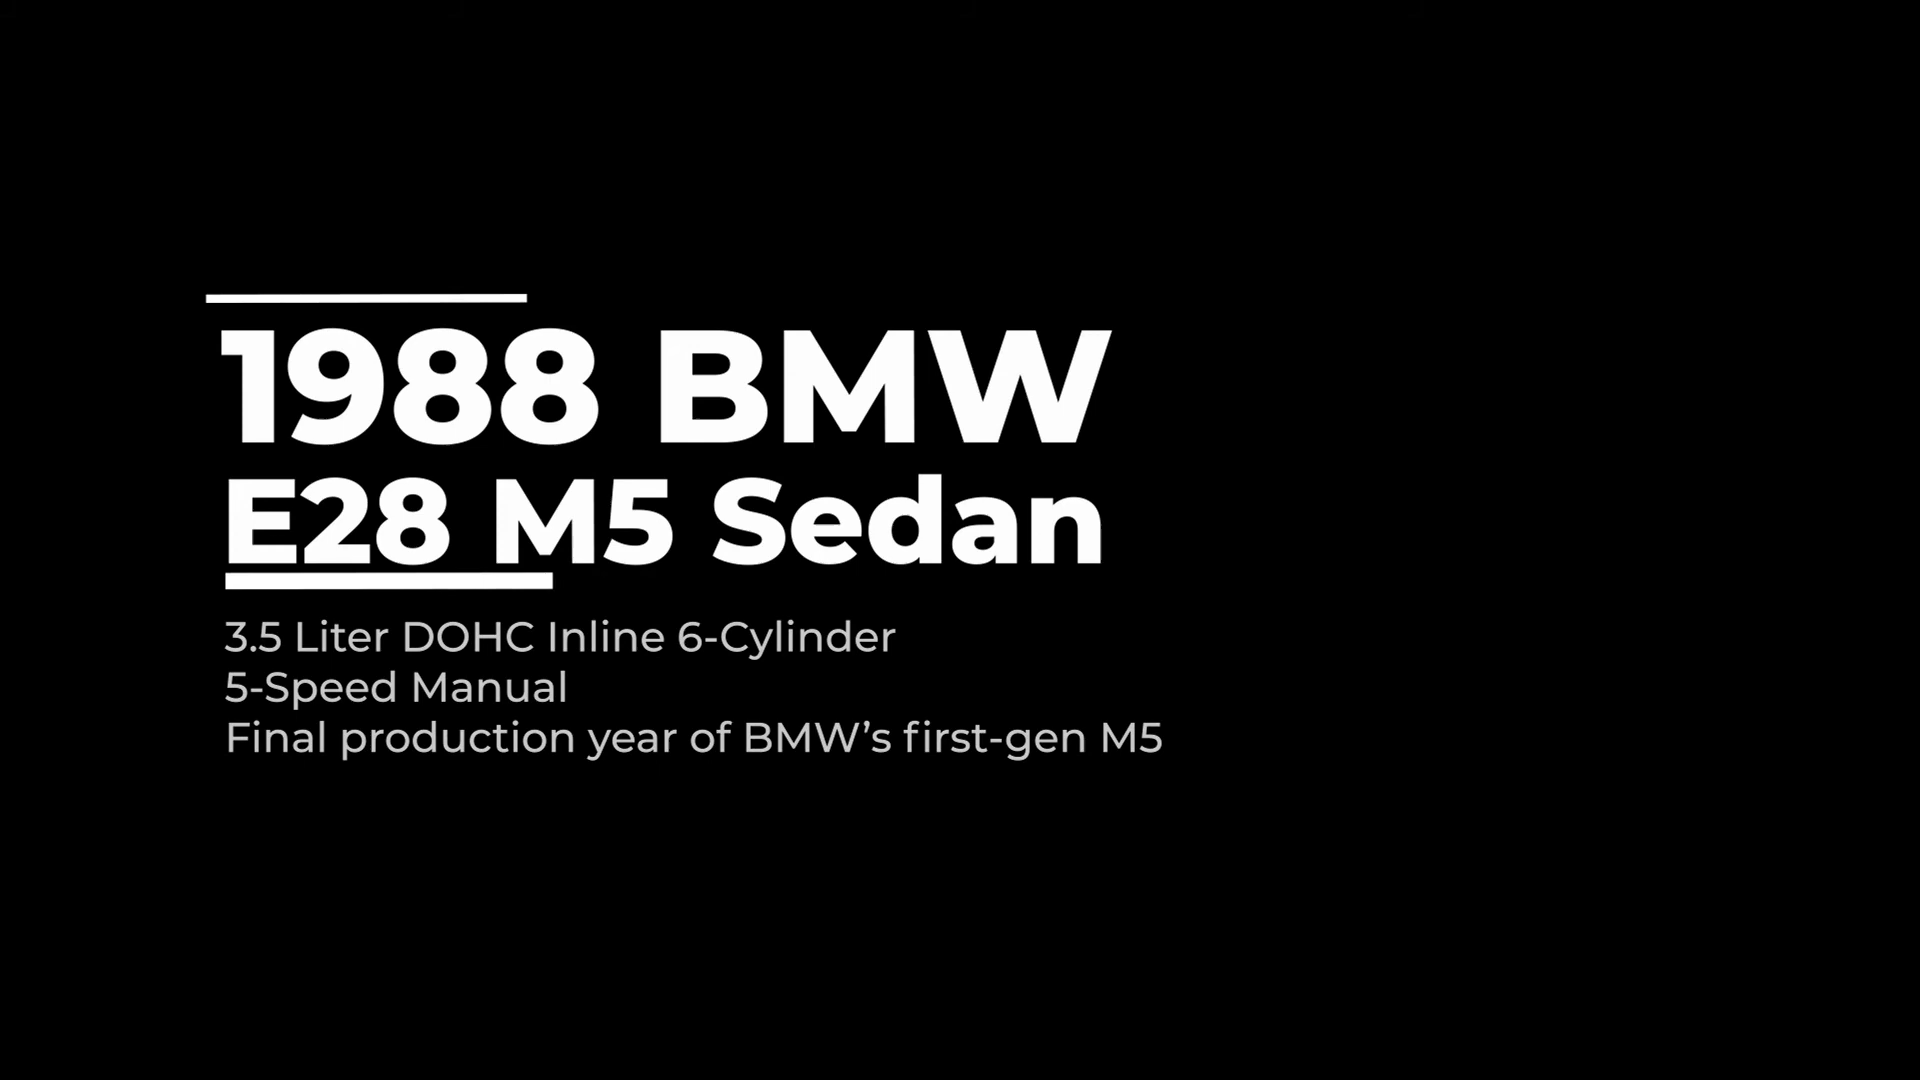 1988 BMW
E28 M5 Sedan
3.5 Liter DOHC Inline 6-Cylinder
5-Speed Manual
Final production year of BMW’s first-gen M5